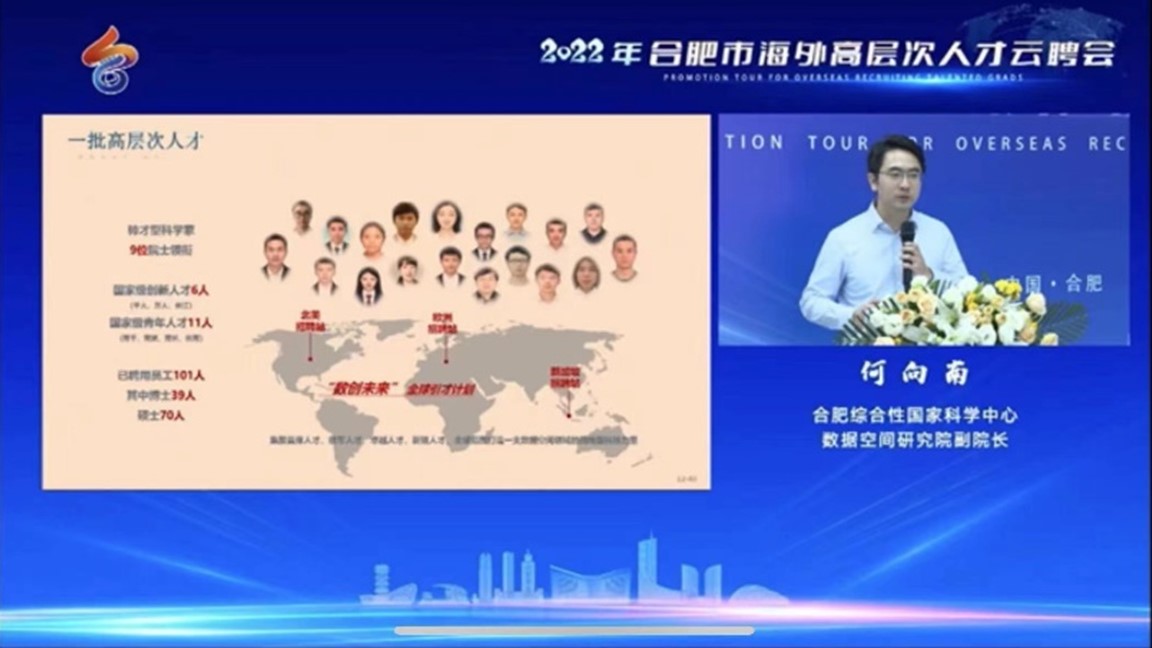 2022年合肥市海外高层次人才云聘会
PROMOTION TOUR FOR OVERSEAS RECRUITING TALENTED GRADS
一批高层次人才
帅才型科学家
9位院士领衔
国家级创新人才6人
国家级青年人才11人
已聘用员工101人
其中博士39人
硕士70人
北美
招聘站
欧洲
招聘站
新加坡
招聘站
“数创未来” 全球引才计划
TION TOUR FOR OVERSEAS REC
中国·合肥
何向南
合肥综合性国家科学中心
数据空间研究院副院长